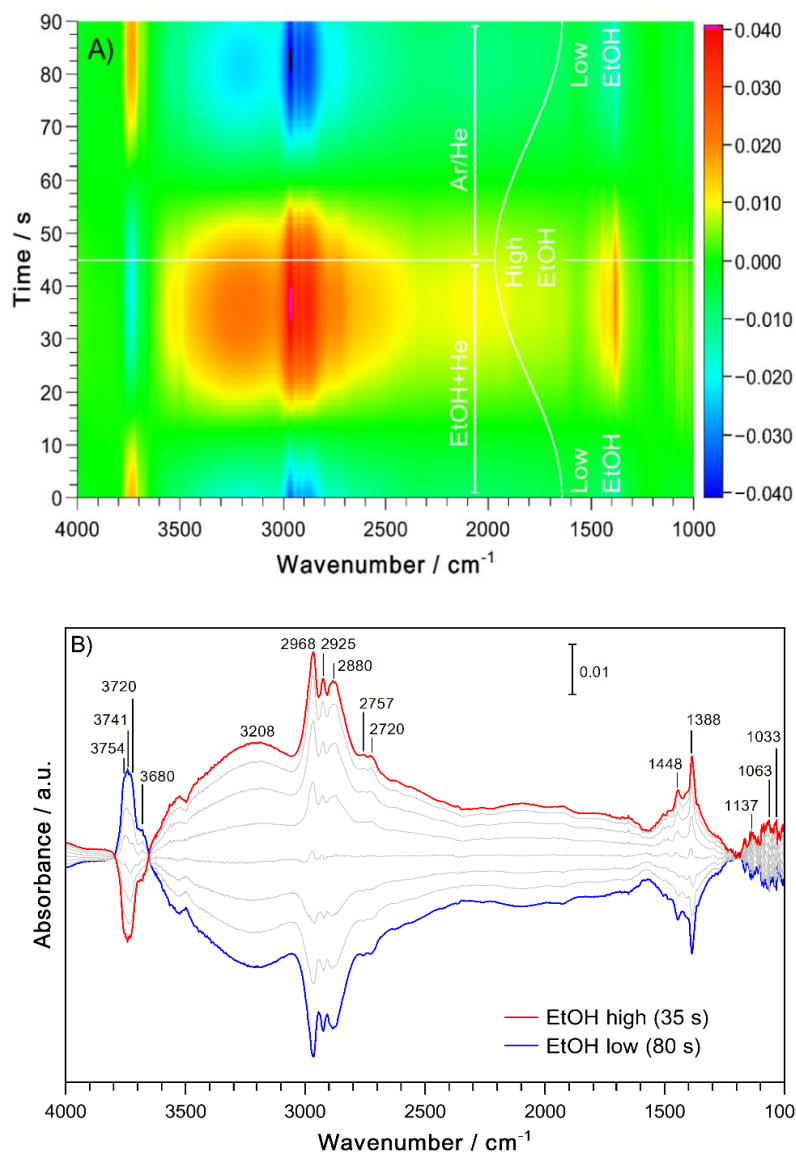 A)
Time / s
90
80
70
60
50
40
30
20
10
0
4000 3500 3000 2500 2000 1500 1000
Wavenumber / cm⁻¹
Ar/He
EtOH+He
Low
EtOH
High
EtOH
Low
EtOH
0.040
0.030
0.020
0.010
0.000
−0.010
−0.020
−0.030
−0.040
B)
Absorbance / a.u.
3754
3741
3720
3680
3208
2968
2925
2880
2757
2720
0.01
1448
1388
1137
1063
1033
EtOH high (35 s)
EtOH low (80 s)
4000 3500 3000 2500 2000 1500 100
Wavenumber / cm⁻¹